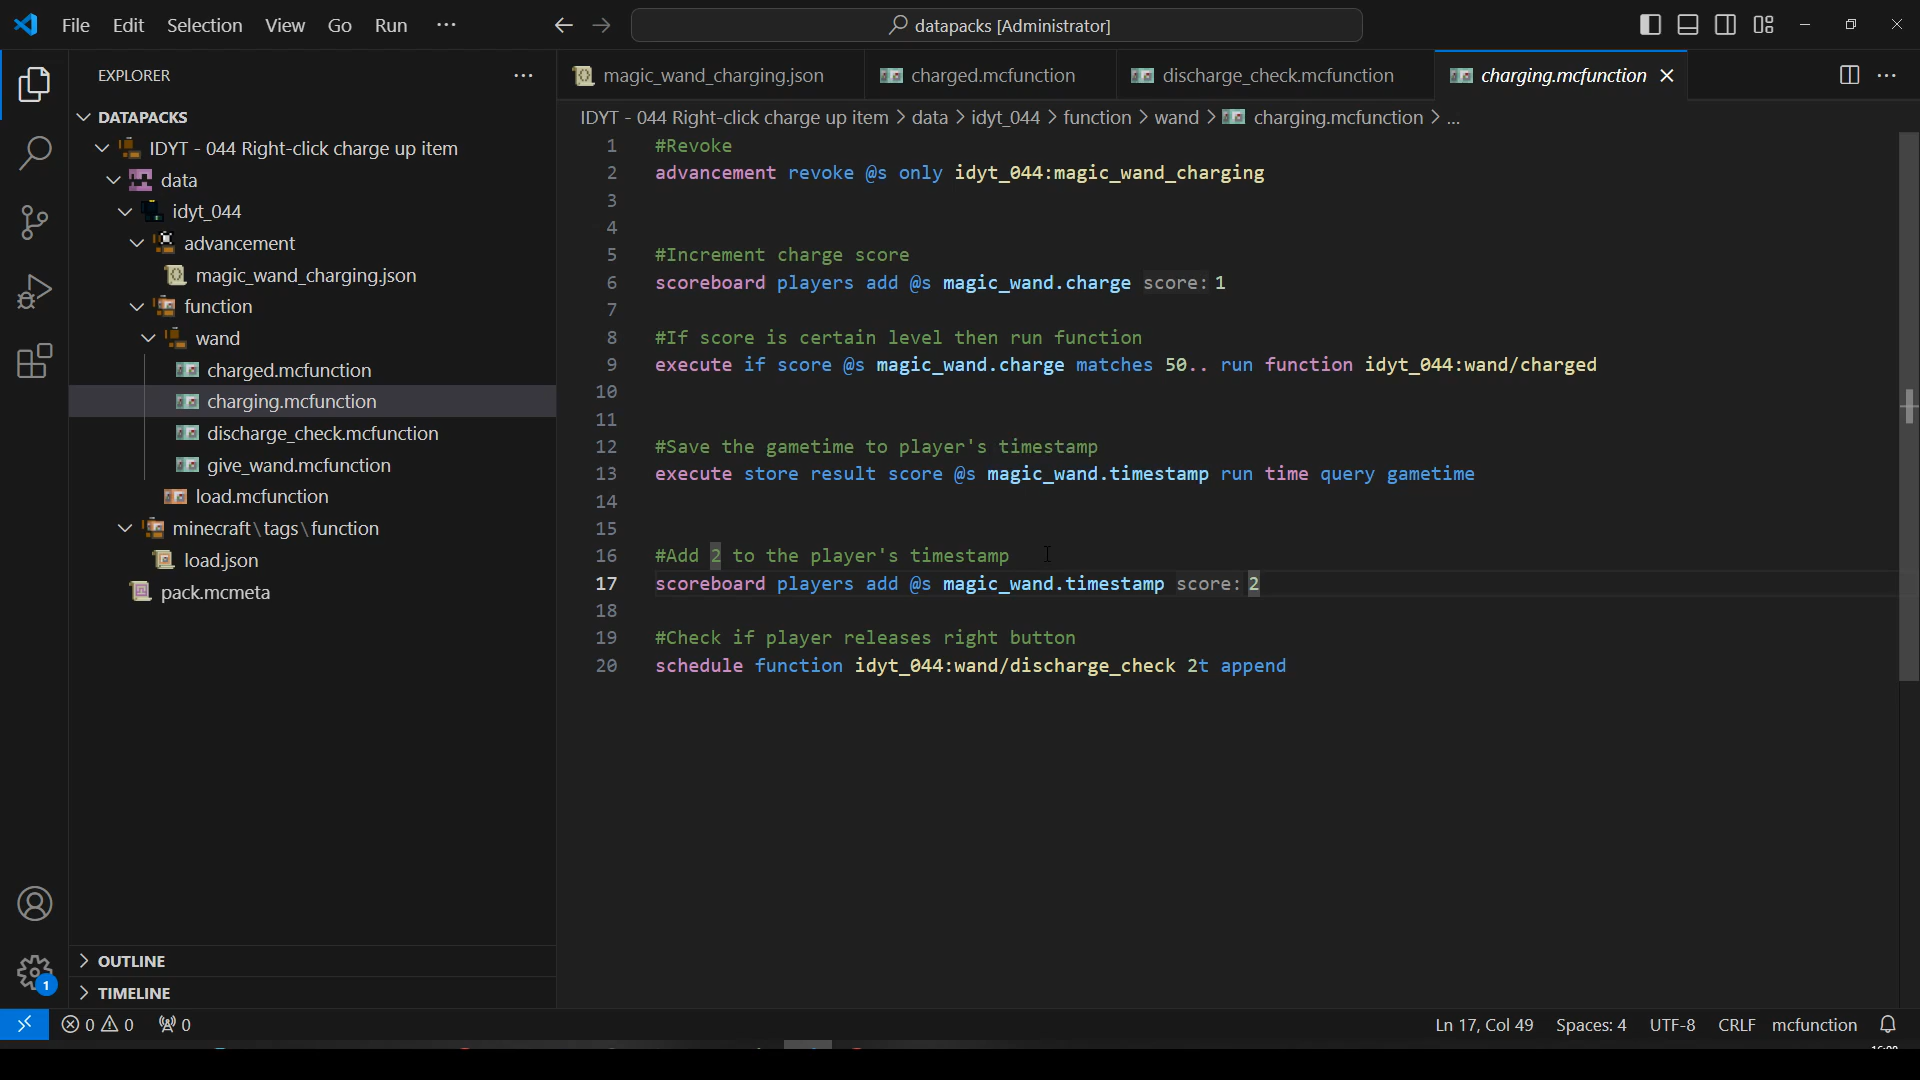 File Edit Selection View Go Run ···
datapacks [Administrator]
EXPLORER
magic_wand_charging.json
charged.mcfunction
discharge_check.mcfunction
charging.mcfunction
IDYT - 044 Right-click charge up item > data > idyt_044 > function > wand > charging.mcfunction > ...
DATAPACKS
IDYT - 044 Right-click charge up item
data
idyt_044
advancement
magic_wand_charging.json
function
wand
charged.mcfunction
charging.mcfunction
discharge_check.mcfunction
give_wand.mcfunction
load.mcfunction
minecraft\tags\function
load.json
pack.mcmeta
OUTLINE
TIMELINE
1 #Revoke
2 advancement revoke @s only idyt_044:magic_wand_charging
3
4
5 #Increment charge score
6 scoreboard players add @s magic_wand.charge score: 1
7
8 #If score is certain level then run function
9 execute if score @s magic_wand.charge matches 50.. run function idyt_044:wand/charged
10
11
12 #Save the gametime to player's timestamp
13 execute store result score @s magic_wand.timestamp run time query gametime
14
15
16 #Add 2 to the player's timestamp
17 scoreboard players add @s magic_wand.timestamp score: 2
18
19 #Check if player releases right button
20 schedule function idyt_044:wand/discharge_check 2t append
1
0 0 0
Ln 17, Col 49 Spaces: 4 UTF-8 CRLF mcfunction